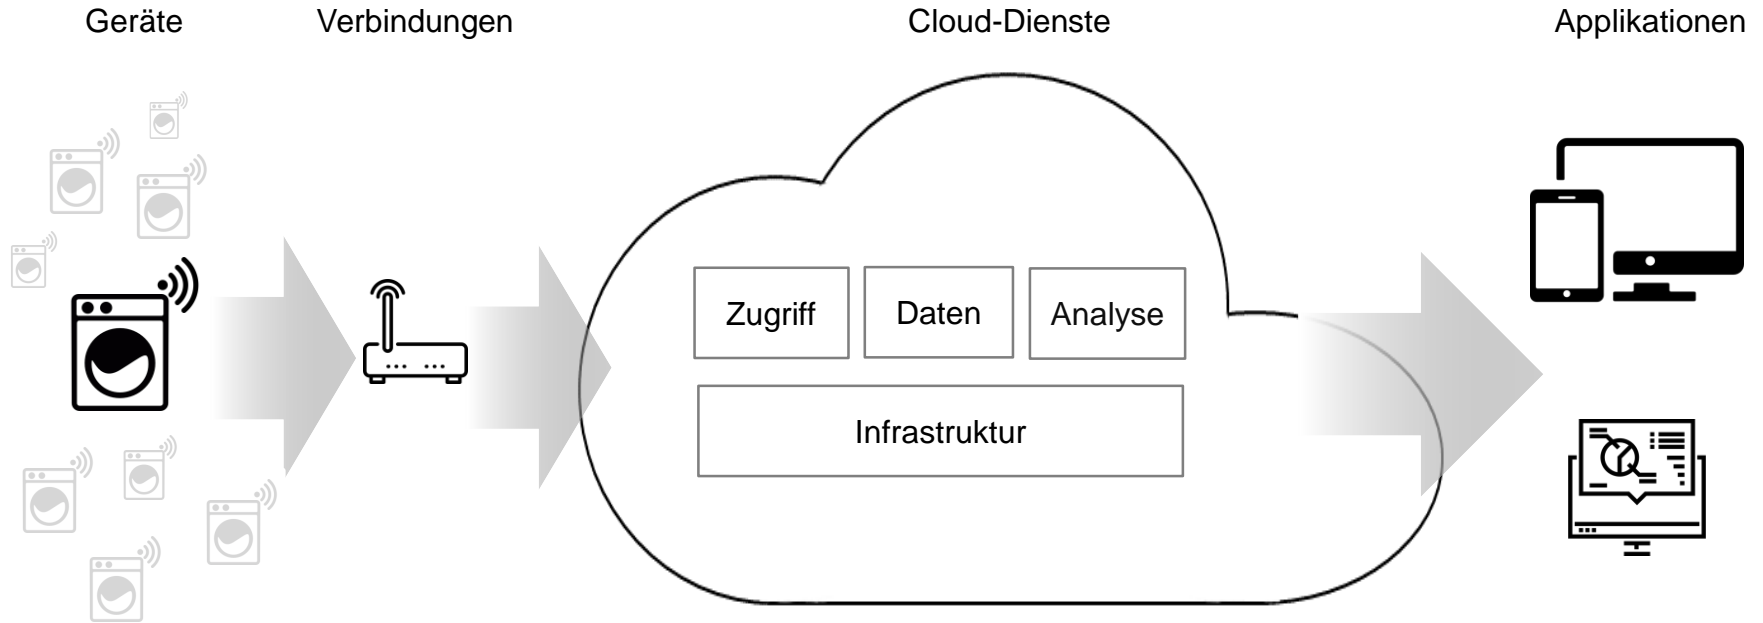 Geräte
Verbindungen
Cloud-Dienste
Applikationen
Zugriff
Daten
Analyse
Infrastruktur